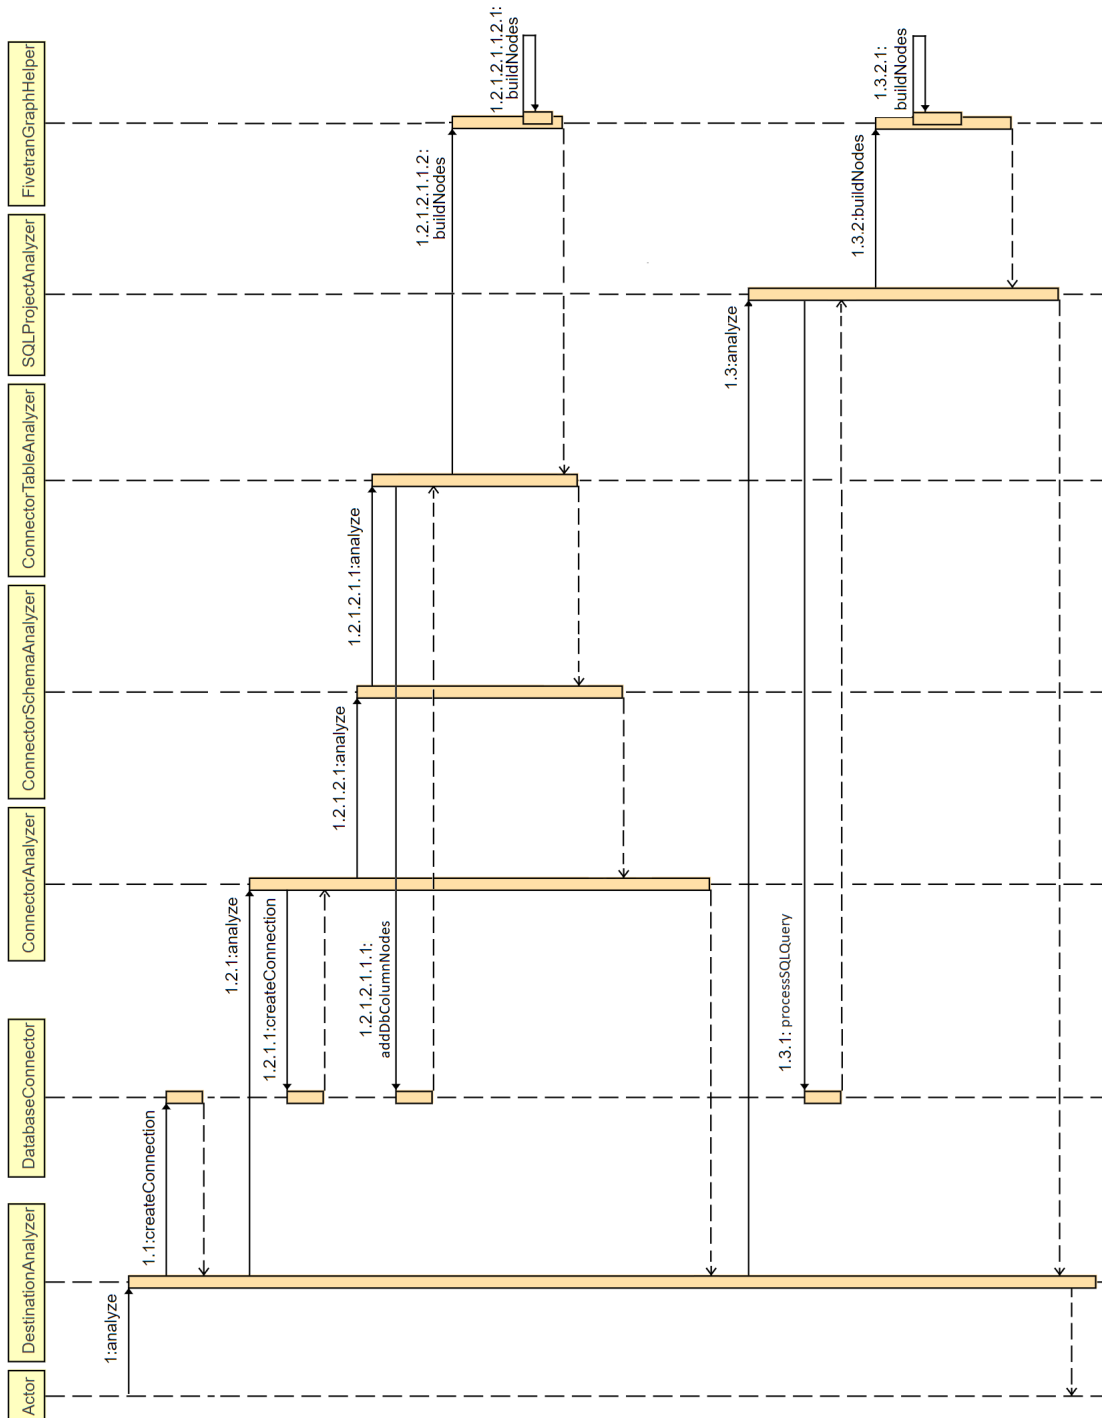 FivetranGraphHelper
SQLProjectAnalyzer
ConnectorTableAnalyzer
ConnectorSchemaAnalyzer
ConnectorAnalyzer
DatabaseConnector
DestinationAnalyzer
Actor
1:analyze
1.1:createConnection
1.2.1:analyze
1.2.1.1:createConnection
1.2.1.2.1:analyze
1.2.1.2.1.1:analyze
1.2.1.2.1.1.1:
addDbColumnNodes
1.2.1.2.1.1.2:
buildNodes
1.2.1.2.1.1.2.1:
buildNodes
1.3:analyze
1.3.1: processSQLQuery
1.3.2:buildNodes
1.3.2.1:
buildNodes